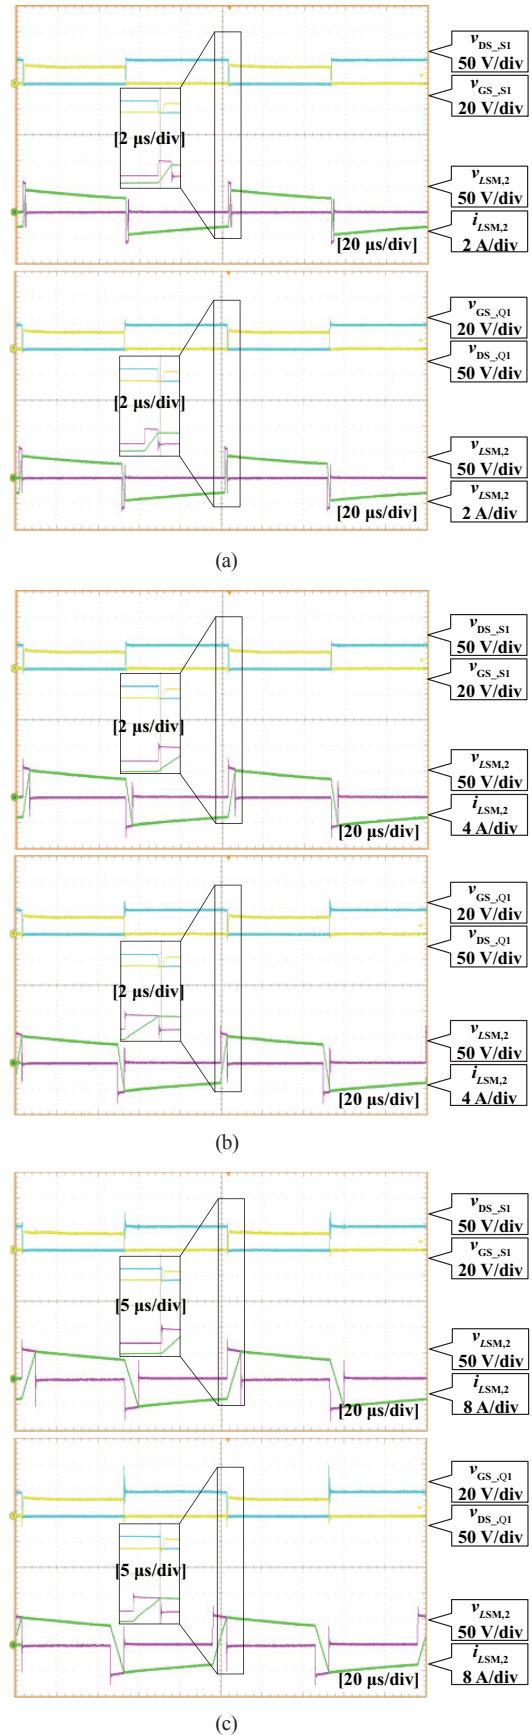 v_DS_,S1
50 V/div
v_GS_,S1
20 V/div
[2 μs/div]
v_LSM,2
50 V/div
i_LSM,2
2 A/div
[20 μs/div]
v_GS_,Q1
20 V/div
v_DS_,Q1
50 V/div
[2 μs/div]
v_LSM,2
50 V/div
v_LSM,2
2 A/div
[20 μs/div]
(a)
v_DS_,S1
50 V/div
v_GS_,S1
20 V/div
[2 μs/div]
v_LSM,2
50 V/div
i_LSM,2
4 A/div
[20 μs/div]
v_GS_,Q1
20 V/div
v_DS_,Q1
50 V/div
[2 μs/div]
v_LSM,2
50 V/div
i_LSM,2
4 A/div
[20 μs/div]
(b)
v_DS_,S1
50 V/div
v_GS_,S1
20 V/div
[5 μs/div]
v_LSM,2
50 V/div
i_LSM,2
8 A/div
[20 μs/div]
v_GS_,Q1
20 V/div
v_DS_,Q1
50 V/div
[5 μs/div]
v_LSM,2
50 V/div
i_LSM,2
8 A/div
[20 μs/div]
(c)